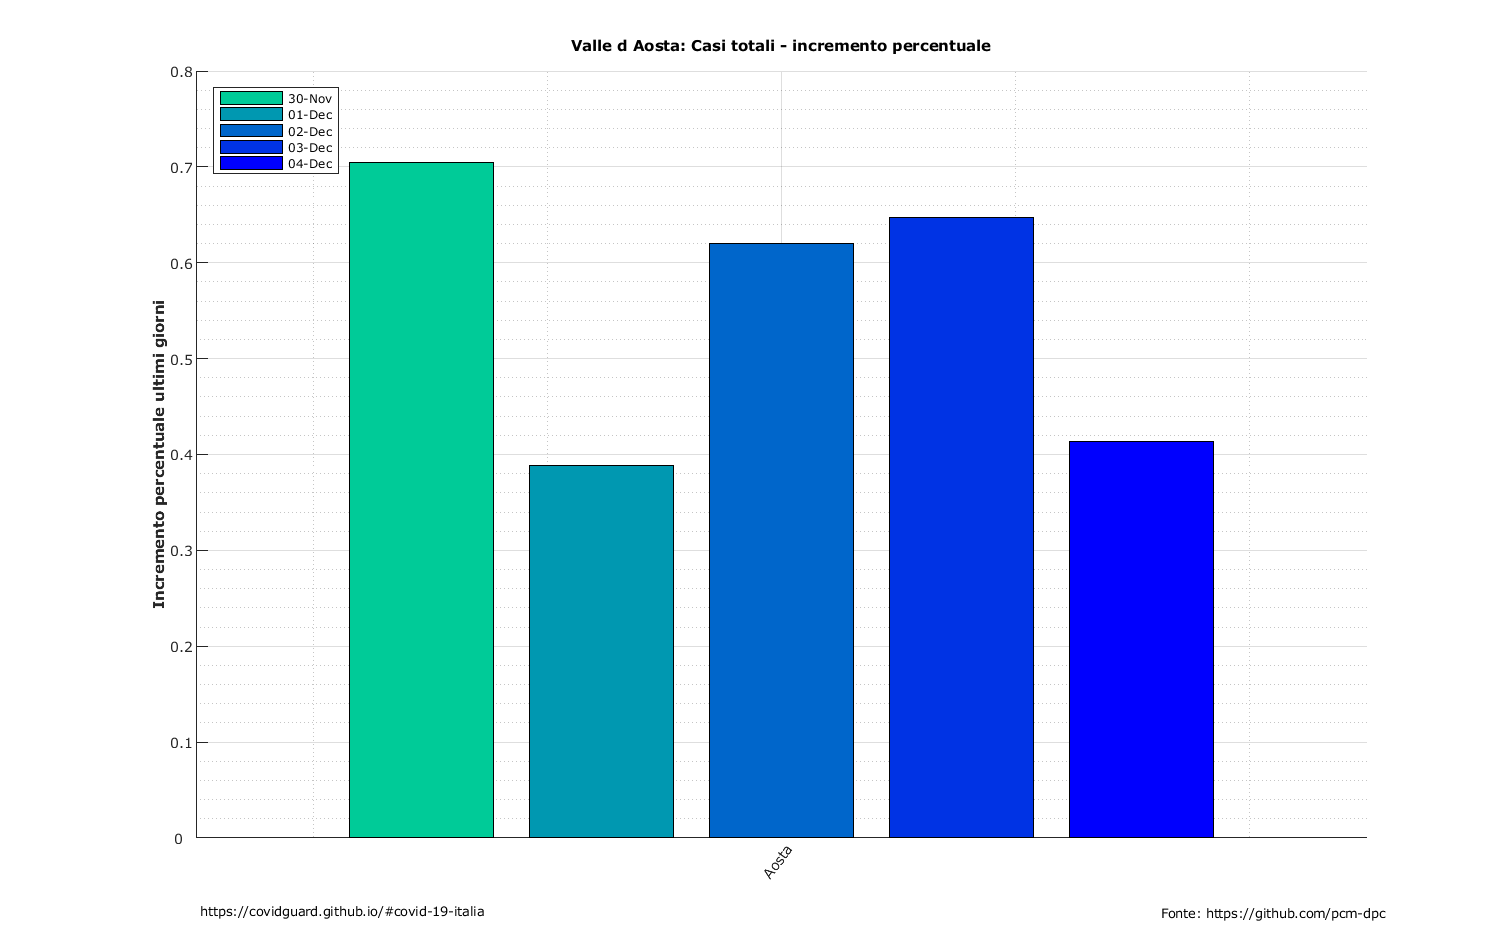 Valle d Aosta: Casi totali - incremento percentuale
0.8
0.7
0.6
0.5
0.4
0.3
0.2
0.1
0
Incremento percentuale ultimi giorni
30-Nov
01-Dec
02-Dec
03-Dec
04-Dec
Aosta
https://covidguard.github.io/#covid-19-italia
Fonte: https://github.com/pcm-dpc